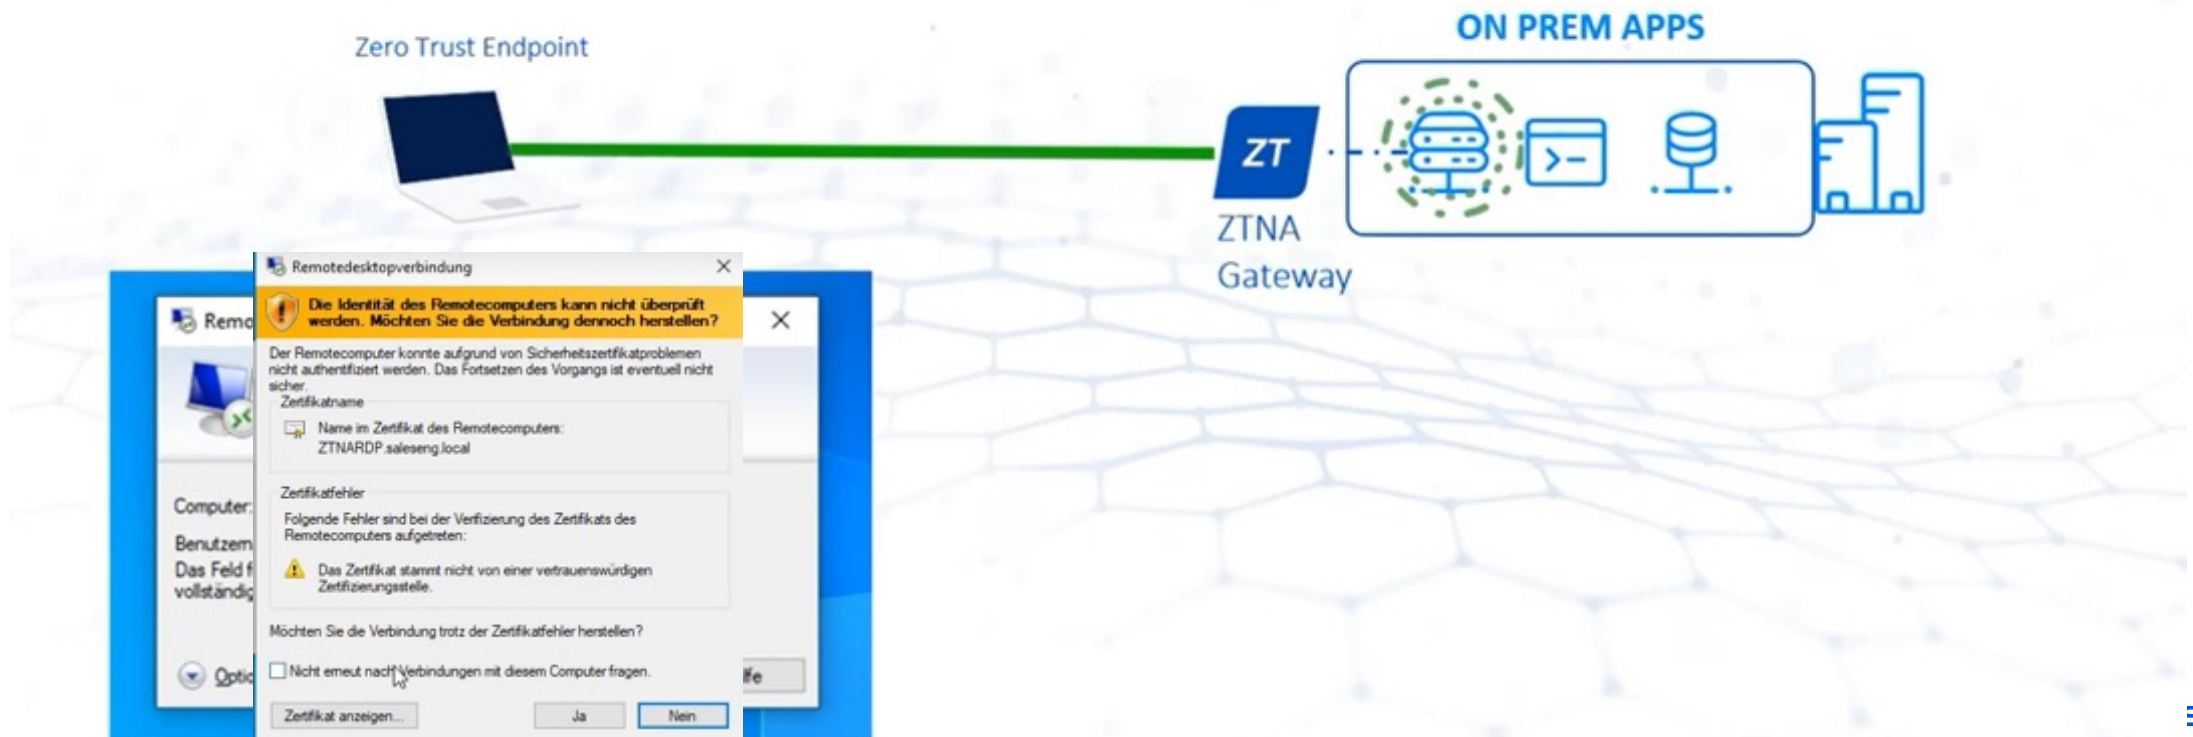 ON PREM APPS
Zero Trust Endpoint
ZT
ZTNA
Gateway
Remotedesktopverbindung
Die Identität des Remotecomputers kann nicht überprüft
werden. Möchten Sie die Verbindung dennoch herstellen?
Der Remotecomputer konnte aufgrund von Sicherheitszertifikatproblemen
nicht authentifiziert werden. Das Fortsetzen des Vorgangs ist eventuell nicht
sicher.
Zertifikatname
Name im Zertifikat des Remotecomputers:
ZTNARDP.saleseng.local
Zertifikatfehler
Folgende Fehler sind bei der Verifizierung des Zertifikats des
Remotecomputers aufgetreten:
Das Zertifikat stammt nicht von einer vertrauenswürdigen
Zertifizierungsstelle.
Möchten Sie die Verbindung trotz der Zertifikatfehler herstellen?
Nicht erneut nach Verbindungen mit diesem Computer fragen.
Zertifikat anzeigen...
Ja
Nein
Remo
Computer:
Benutzern
Das Feld f
vollständig
Optio
lfe